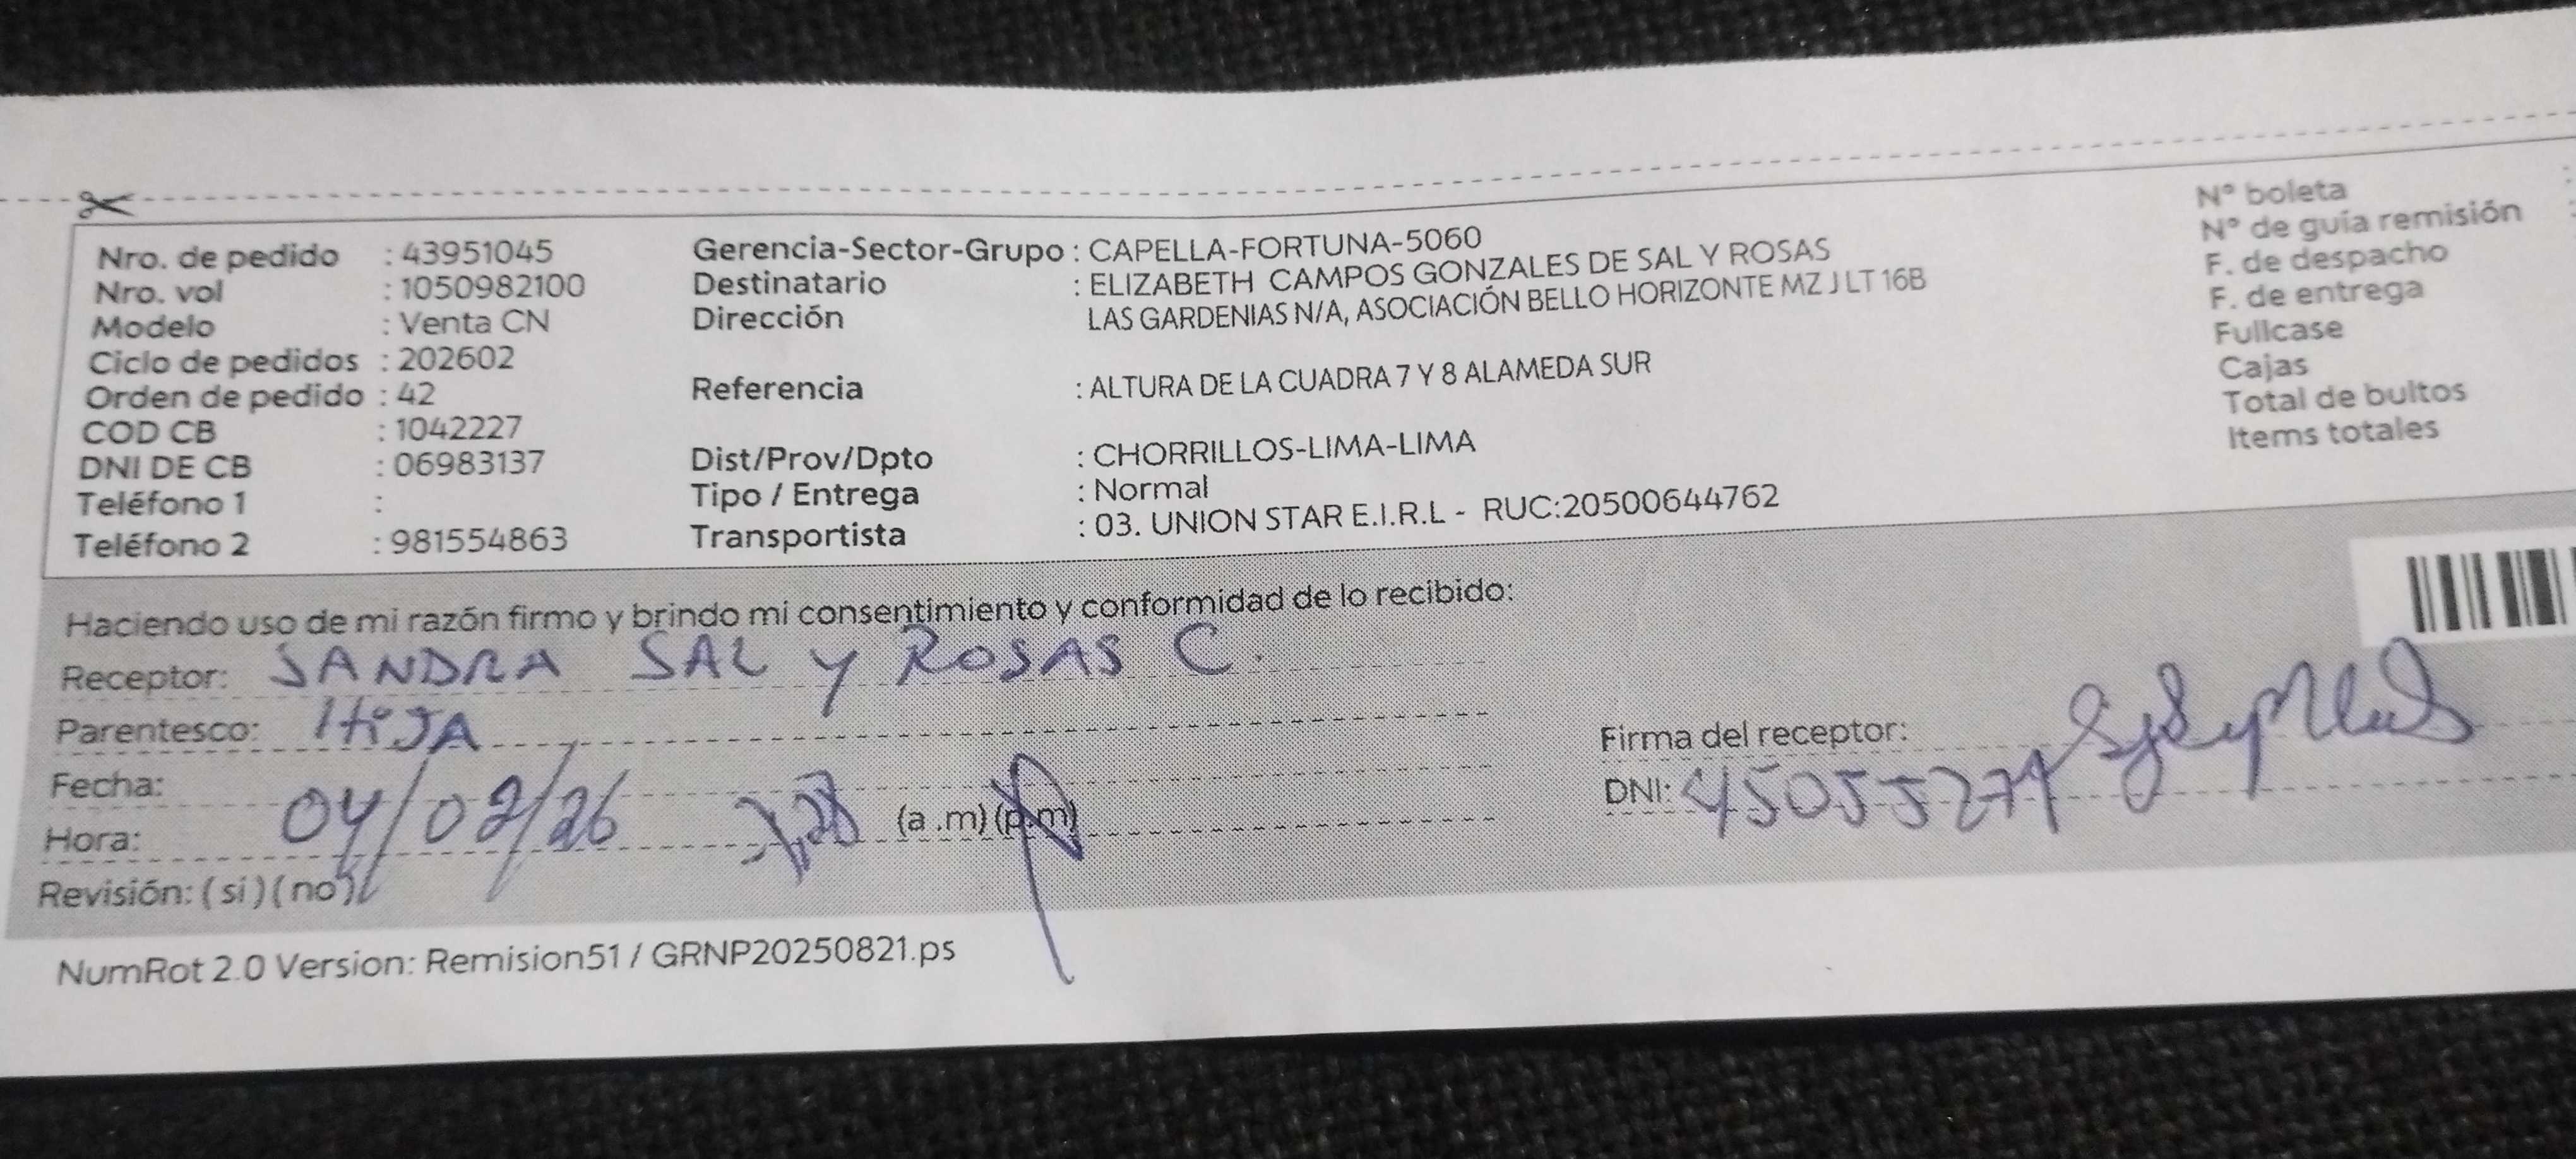 Nro. de pedido : 43951045
Nro. vol : 1050982100
Modelo : Venta CN
Ciclo de pedidos : 202602
Orden de pedido : 42
COD CB : 1042227
DNI DE CB : 06983137
Teléfono 1 :
Teléfono 2 : 981554863
Gerencia-Sector-Grupo : CAPELLA-FORTUNA-5060
Destinatario : ELIZABETH CAMPOS GONZALES DE SAL Y ROSAS
Dirección LAS GARDENIAS N/A, ASOCIACIÓN BELLO HORIZONTE MZ J LT 16B
Referencia : ALTURA DE LA CUADRA 7 Y 8 ALAMEDA SUR
Dist/Prov/Dpto : CHORRILLOS-LIMA-LIMA
Tipo / Entrega : Normal
Transportista : 03. UNION STAR E.I.R.L - RUC:20500644762
N° boleta :
N° de guía remisión :
F. de despacho
F. de entrega
Fullcase
Cajas
Total de bultos
Items totales
Haciendo uso de mi razón firmo y brindo mi consentimiento y conformidad de lo recibido:
Receptor: SANDRA SAL Y ROSAS C.
Parentesco: HiJA
Fecha: 04/02/26
Hora: (a .m) (p.m)
Revisión: ( si ) ( no )
Firma del receptor:
DNI:
NumRot 2.0 Version: Remision51 / GRNP20250821.ps